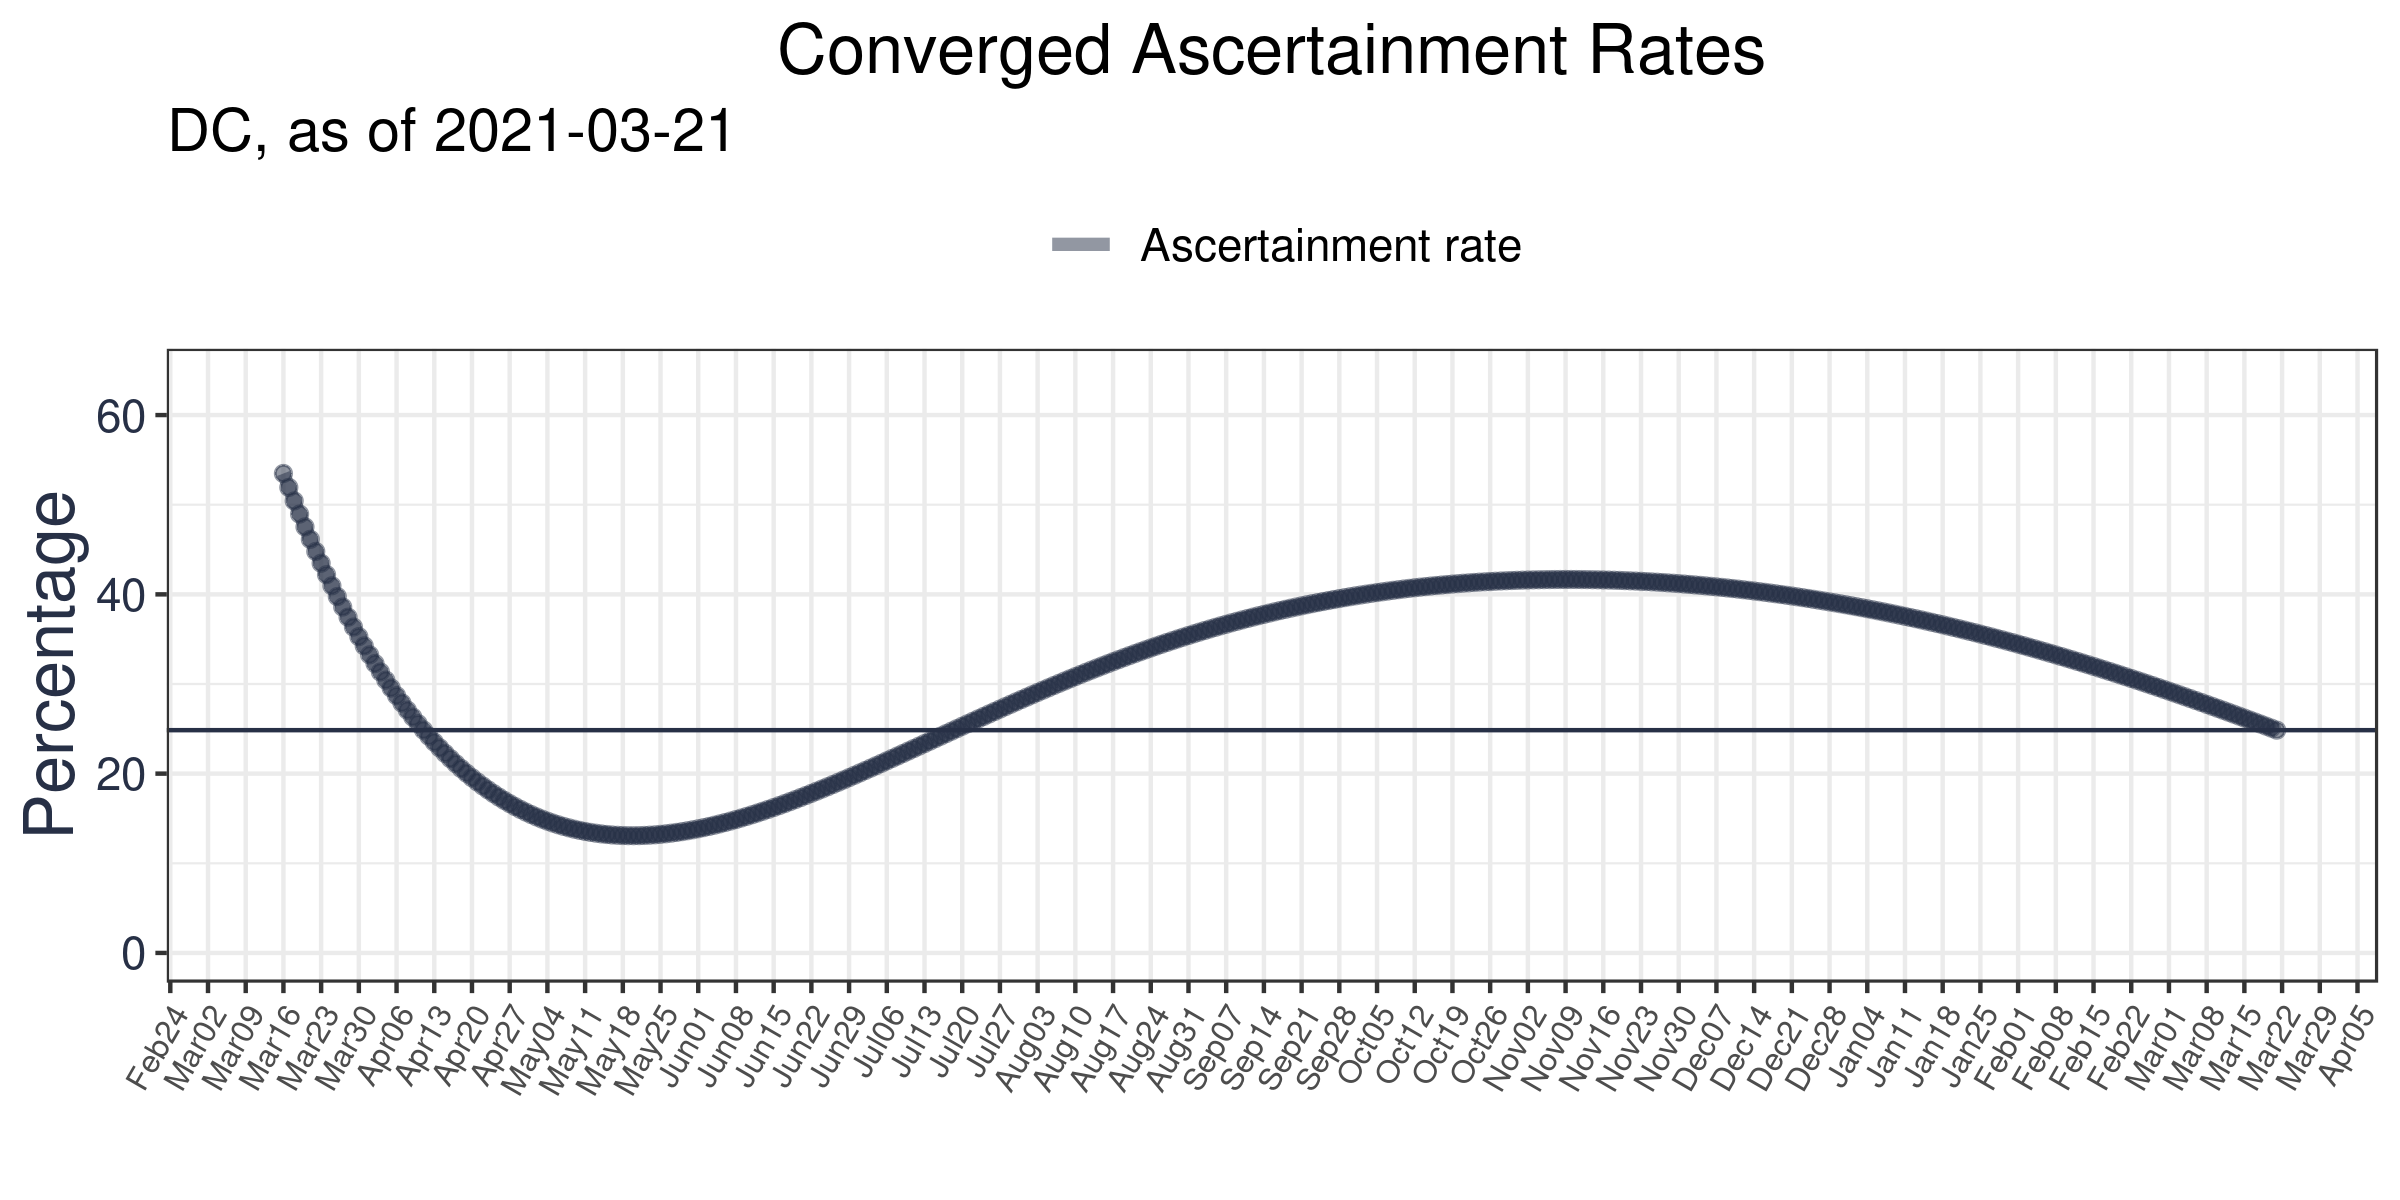 Converged Ascertainment Rates
DC, as of 2021-03-21
Ascertainment rate
Percentage
60
40
20
0
Feb24
Mar02
Mar09
Mar16
Mar23
Mar30
Apr06
Apr13
Apr20
Apr27
May04
May11
May18
May25
Jun01
Jun08
Jun15
Jun22
Jun29
Jul06
Jul13
Jul20
Jul27
Aug03
Aug10
Aug17
Aug24
Aug31
Sep07
Sep14
Sep21
Sep28
Oct05
Oct12
Oct19
Oct26
Nov02
Nov09
Nov16
Nov23
Nov30
Dec07
Dec14
Dec21
Dec28
Jan04
Jan11
Jan18
Jan25
Feb01
Feb08
Feb15
Feb22
Mar01
Mar08
Mar15
Mar22
Mar29
Apr05